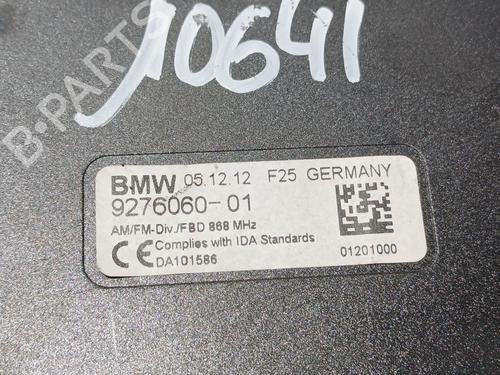 10641
B-PARTS
BMW 05.12.12 F25 GERMANY
9276060-01
AM/FM-Div./FBD 868 MHz
CE Complies with IDA Standards
DA101586
01201000